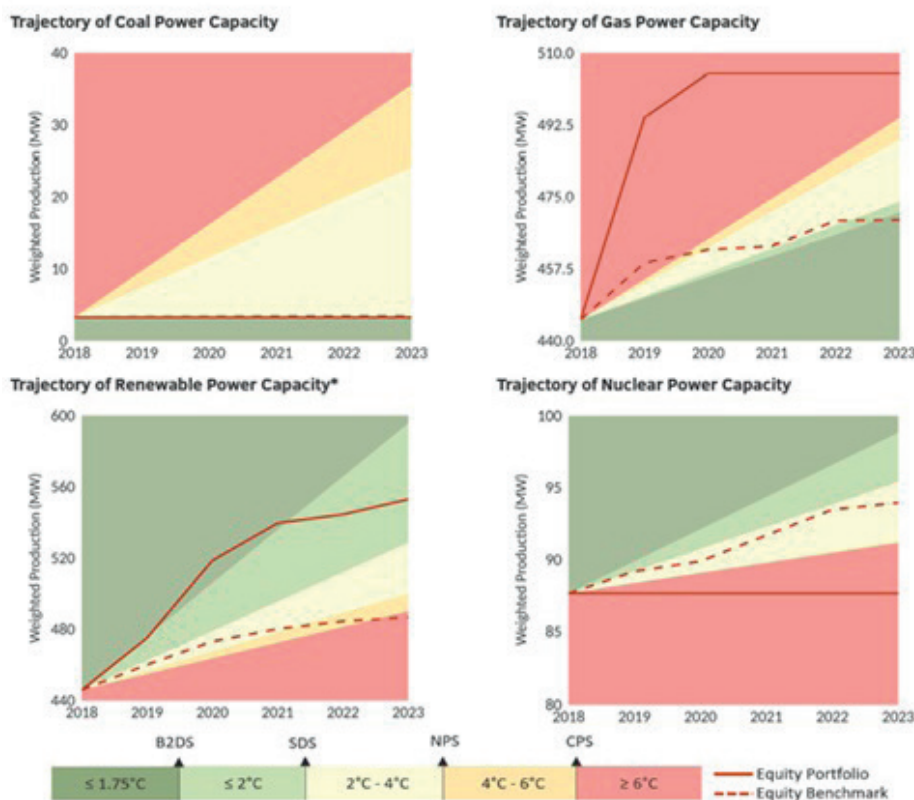 Trajectory of Coal Power Capacity
Weighted Production (MW)
40
30
20
10
0
2018 2019 2020 2021 2022 2023
Trajectory of Gas Power Capacity
Weighted Production (MW)
510.0
492.5
475.0
457.5
440.0
2018 2019 2020 2021 2022 2023
Trajectory of Renewable Power Capacity*
Weighted Production (MW)
600
560
520
480
440
2018 2019 2020 2021 2022 2023
Trajectory of Nuclear Power Capacity
Weighted Production (MW)
100
95
90
85
80
2018 2019 2020 2021 2022 2023
B2DS SDS NPS CPS
≤ 1.75°C ≤ 2°C 2°C - 4°C 4°C - 6°C ≥ 6°C
Equity Portfolio
Equity Benchmark